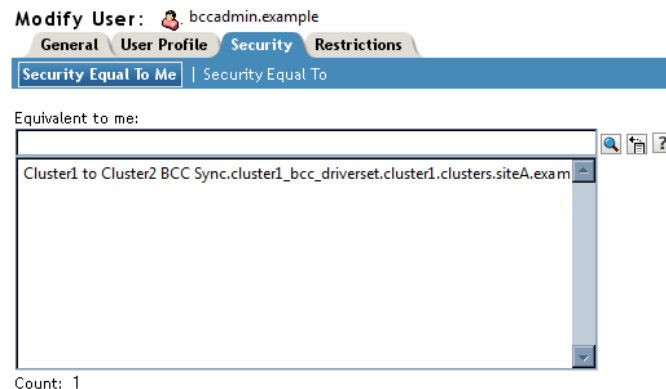 Modify User: bccadmin.example
General User Profile Security Restrictions
Security Equal To Me | Security Equal To
Equivalent to me:
?
Cluster1 to Cluster2 BCC Sync.cluster1_bcc_driverset.cluster1.clusters.siteA.exam
Count: 1